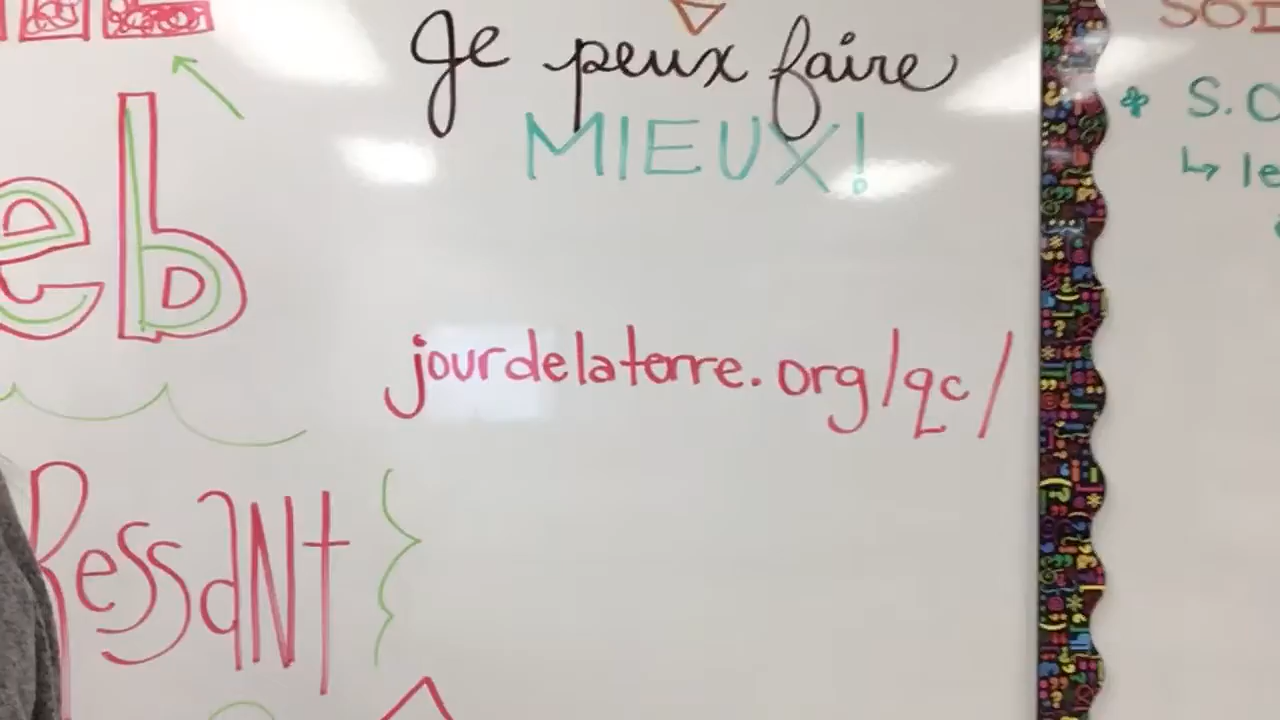 Je peux faire
MIEUX!
eb
jourdelaterre.org/qc/
RessaNt
* S.
↳ le